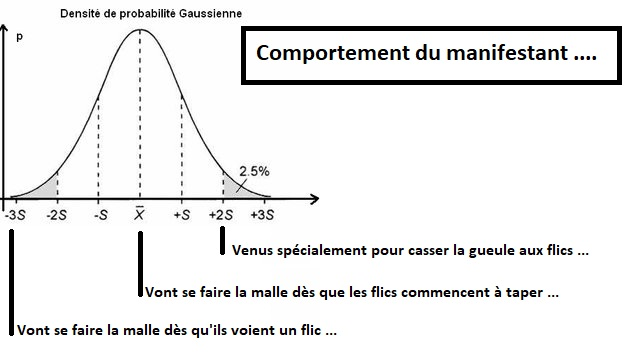 Densité de probabilité Gaussienne
p
Comportement du manifestant ....
2.5%
-3S -2S -S X̅ +S +2S +3S
Venus spécialement pour casser la gueule aux flics ...
Vont se faire la malle dès que les flics commencent à taper ...
Vont se faire la malle dès qu'ils voient un flic ...